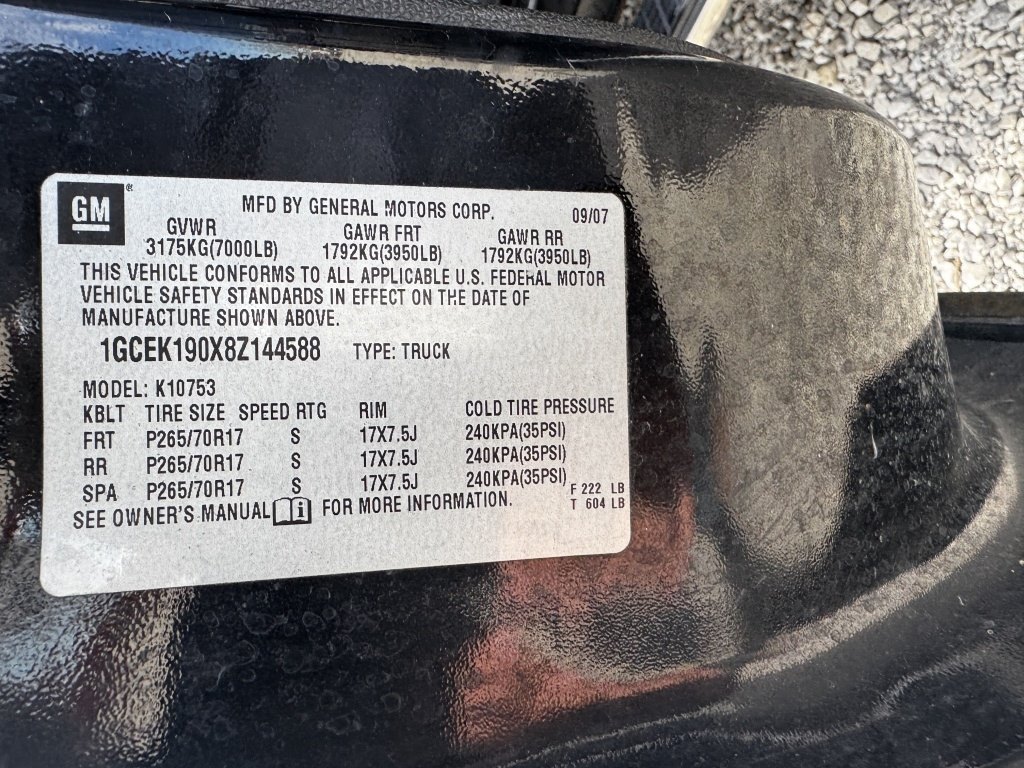 GM®
MFD BY GENERAL MOTORS CORP. 09/07
GVWR GAWR FRT GAWR RR
3175KG(7000LB) 1792KG(3950LB) 1792KG(3950LB)
THIS VEHICLE CONFORMS TO ALL APPLICABLE U.S. FEDERAL MOTOR
VEHICLE SAFETY STANDARDS IN EFFECT ON THE DATE OF
MANUFACTURE SHOWN ABOVE.
1GCEK190X8Z144588 TYPE: TRUCK
MODEL: K10753
KBLT TIRE SIZE SPEED RTG RIM COLD TIRE PRESSURE
FRT P265/70R17 S 17X7.5J 240KPA(35PSI)
RR P265/70R17 S 17X7.5J 240KPA(35PSI)
SPA P265/70R17 S 17X7.5J 240KPA(35PSI)
SEE OWNER'S MANUAL i FOR MORE INFORMATION.
F 222 LB
T 604 LB